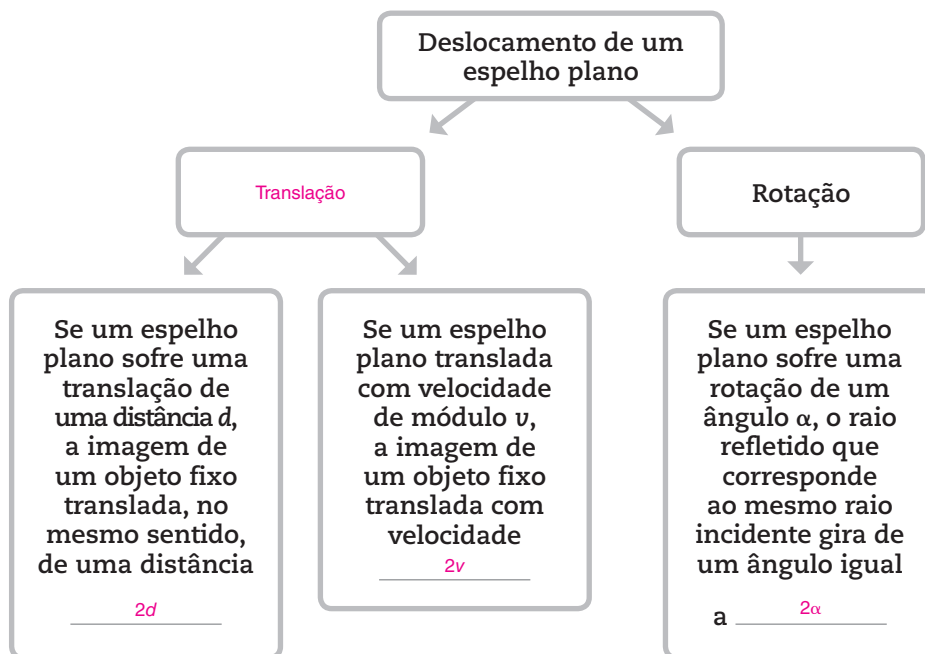 Deslocamento de um
espelho plano
Translação
Rotação
Se um espelho
plano sofre uma
translação de
uma distância d,
a imagem de
um objeto fixo
translada, no
mesmo sentido,
de uma distância
2d
Se um espelho
plano translada
com velocidade
de módulo v,
a imagem de
um objeto fixo
translada com
velocidade
2v
Se um espelho
plano sofre uma
rotação de um
ângulo α, o raio
refletido que
corresponde
ao mesmo raio
incidente gira de
um ângulo igual
a 2α